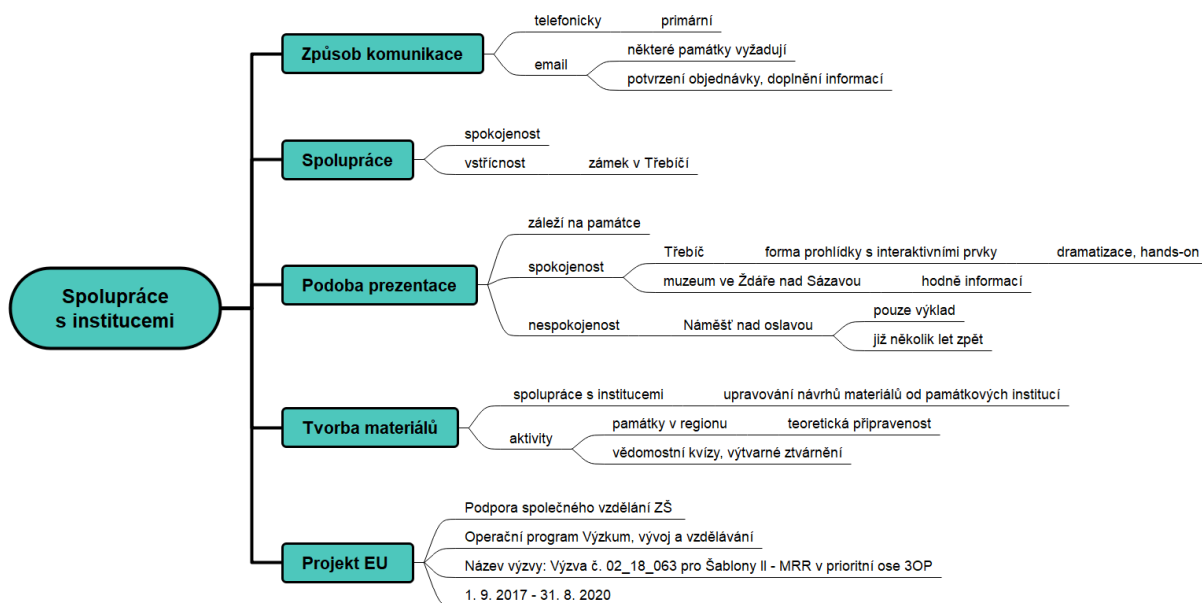 Spolupráce
s institucemi
Způsob komunikace
telefonicky
primární
email
některé památky vyžadují
potvrzení objednávky, doplnění informací
Spolupráce
spokojenost
vstřícnost
zámek v Třebíčí
Podoba prezentace
záleží na památce
spokojenost
Třebíč
forma prohlídky s interaktivními prvky
dramatizace, hands-on
muzeum ve Ždáře nad Sázavou
hodně informací
nespokojenost
Náměšť nad oslavou
pouze výklad
již několik let zpět
Tvorba materiálů
spolupráce s institucemi
upravování návrhů materiálů od památkových institucí
aktivity
památky v regionu
teoretická připravenost
vědomostní kvízy, výtvarné ztvárnění
Projekt EU
Podpora společného vzdělání ZŠ
Operační program Výzkum, vývoj a vzdělávání
Název výzvy: Výzva č. 02_18_063 pro Šablony II - MRR v prioritní ose 3OP
1. 9. 2017 - 31. 8. 2020